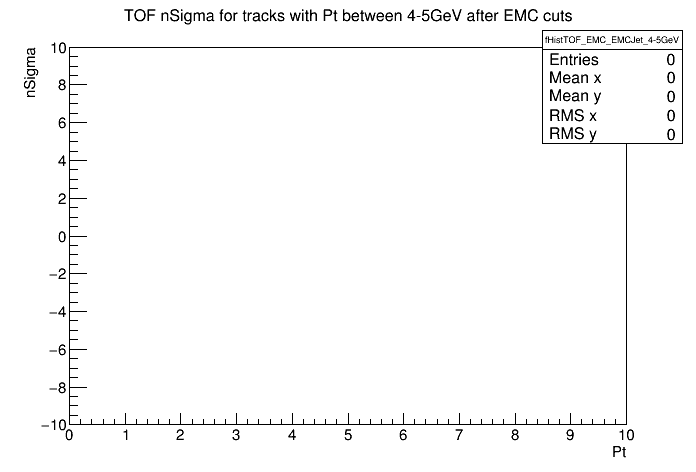 TOF nSigma for tracks with Pt between 4-5GeV after EMC cuts
fHistTOF_EMC_EMCJet_4-5GeV
Entries 0
Mean x 0
Mean y 0
RMS x 0
RMS y 0
nSigma
10
8
6
4
2
0
−2
−4
−6
−8
−10
0 1 2 3 4 5 6 7 8 9 10
Pt